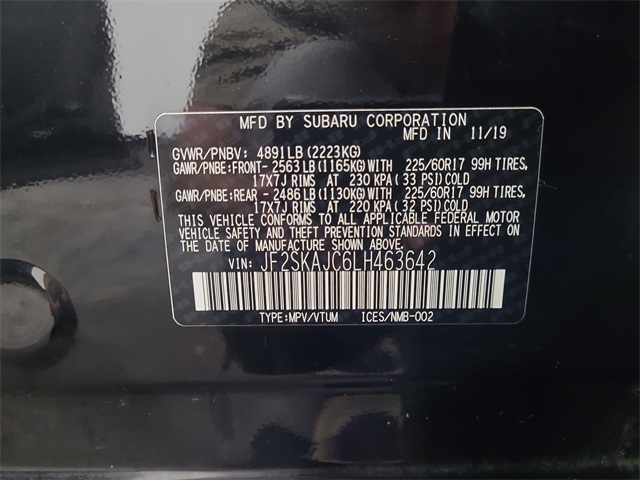 MFD BY SUBARU CORPORATION
MFD IN 11/19
GVWR/PNBV: 4891LB (2223KG)
GAWR/PNBE:FRONT- 2563LB (1165KG)WITH 225/60R17 99H TIRES,
17X7J RIMS AT 230 KPA ( 33 PSI) COLD
GAWR/PNBE:REAR - 2486LB (1130KG)WITH 225/60R17 99H TIRES,
17X7J RIMS AT 220 KPA ( 32 PSI) COLD
THIS VEHICLE CONFORMS TO ALL APPLICABLE FEDERAL MOTOR
VEHICLE SAFETY AND THEFT PREVENTION STANDARDS IN EFFECT
ON THE DATE OF MANUFACTURE SHOWN ABOVE.
VIN: JF2SKAJC6LH463642
TYPE:MPV/VTUM ICES/NMB-002